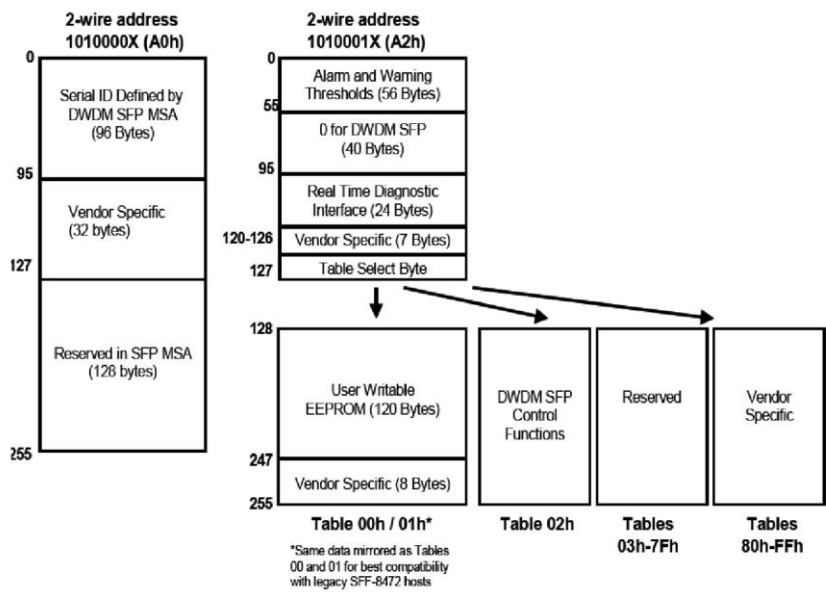 2-wire address
1010000X (A0h)
0
Serial ID Defined by
DWDM SFP MSA
(96 Bytes)
95
Vendor Specific
(32 bytes)
127
Reserved in SFP MSA
(128 bytes)
255
2-wire address
1010001X (A2h)
0
Alarm and Warning
Thresholds (56 Bytes)
55
0 for DWDM SFP
(40 Bytes)
95
Real Time Diagnostic
Interface (24 Bytes)
120-126
Vendor Specific (7 Bytes)
127
Table Select Byte
128
User Writable
EEPROM (120 Bytes)
247
Vendor Specific (8 Bytes)
255
Table 00h / 01h*
*Same data mirrored as Tables
00 and 01 for best compatibility
with legacy SFF-8472 hosts
DWDM SFP
Control
Functions
Table 02h
Reserved
Tables
03h-7Fh
Vendor
Specific
Tables
80h-FFh